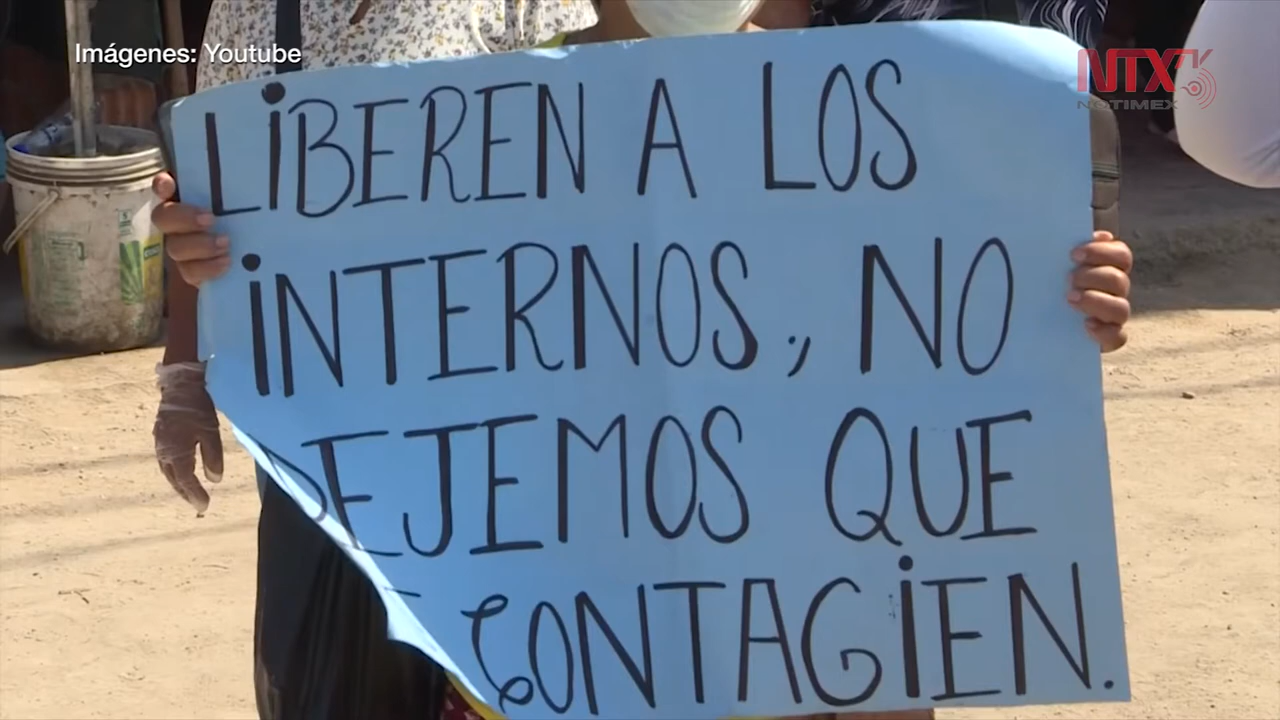 Imágenes: Youtube
NTX
NOTIMEX
LIBEREN A LOS
INTERNOS., NO
DEJEMOS QUE
CONTAGIEN.